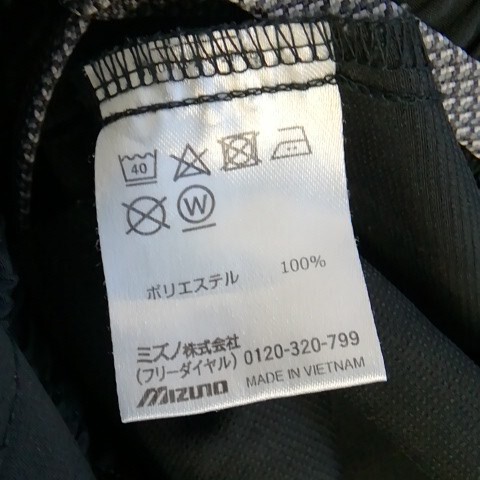 40
W
ポリエステル 100%
ミズノ株式会社
(フリーダイヤル) 0120-320-799
MIZUNO MADE IN VIETNAM